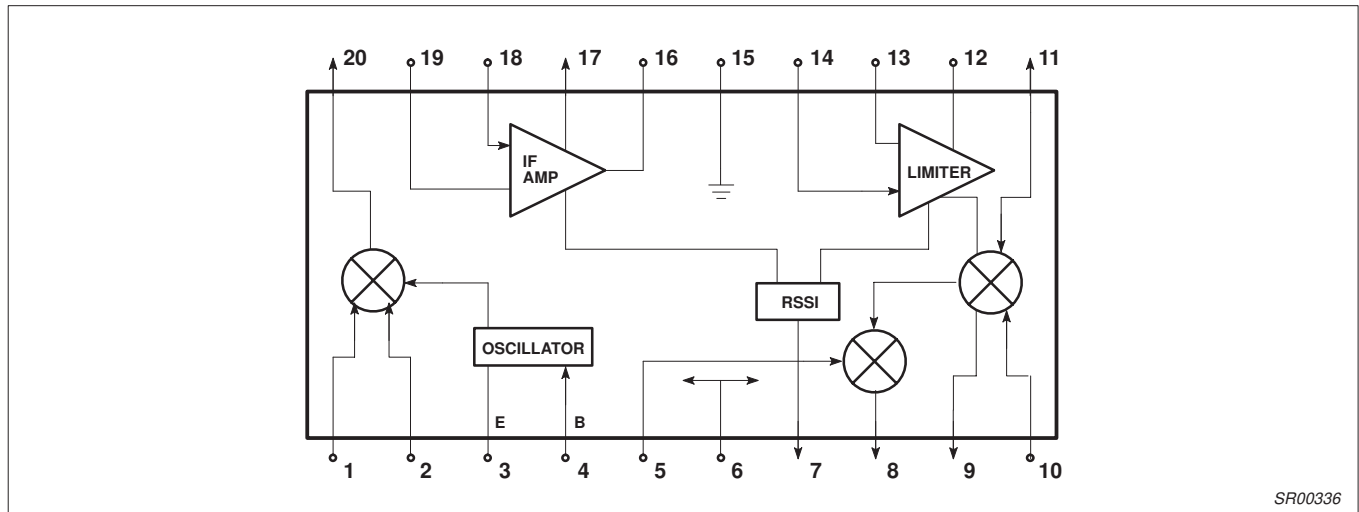 20 19 18 17 16 15 14 13 12 11
IF
AMP
LIMITER
RSSI
OSCILLATOR
E B
1 2 3 4 5 6 7 8 9 10
SR00336